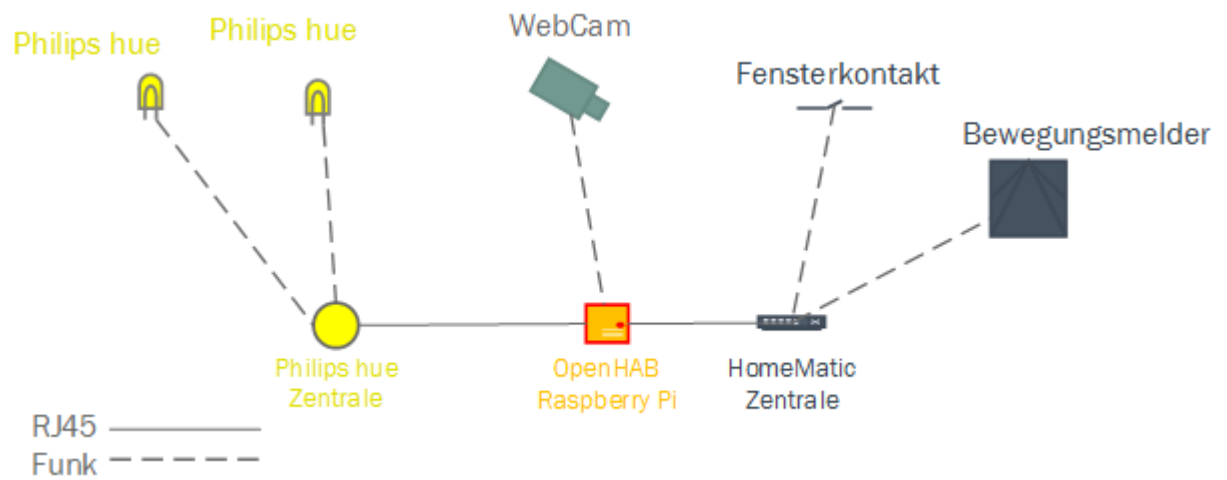 Philips hue
Philips hue
WebCam
Fensterkontakt
Bewegungsmelder
Philips hue
Zentrale
OpenHAB
Raspberry Pi
HomeMatic
Zentrale
RJ45
Funk